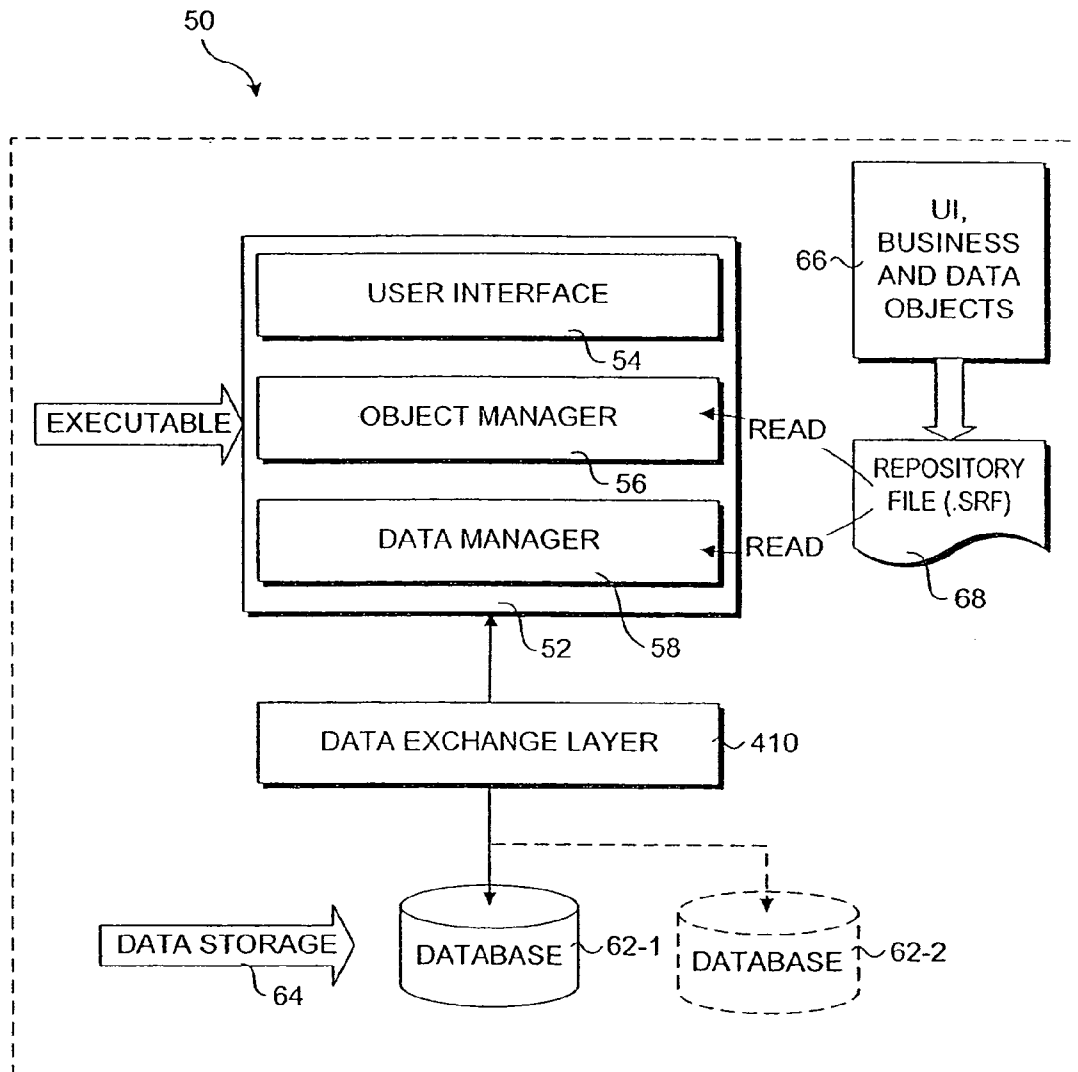 50
UI,
BUSINESS
AND DATA
OBJECTS
66
USER INTERFACE
54
EXECUTABLE
OBJECT MANAGER
56
READ
REPOSITORY
FILE (.SRF)
68
DATA MANAGER
58
READ
52
DATA EXCHANGE LAYER
410
DATA STORAGE
64
DATABASE
62-1
DATABASE
62-2